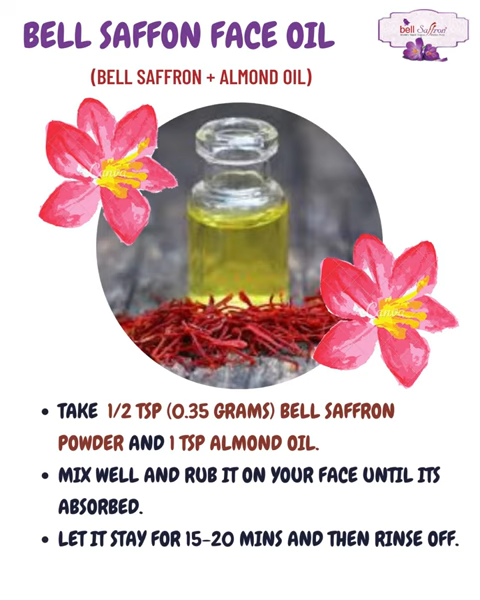 BELL SAFFON FACE OIL
bell Saffron
(BELL SAFFRON + ALMOND OIL)
Canva
Canva
• TAKE 1/2 TSP (0.35 GRAMS) BELL SAFFRON
POWDER AND 1 TSP ALMOND OIL.
• MIX WELL AND RUB IT ON YOUR FACE UNTIL ITS
ABSORBED.
• LET IT STAY FOR 15-20 MINS AND THEN RINSE OFF.